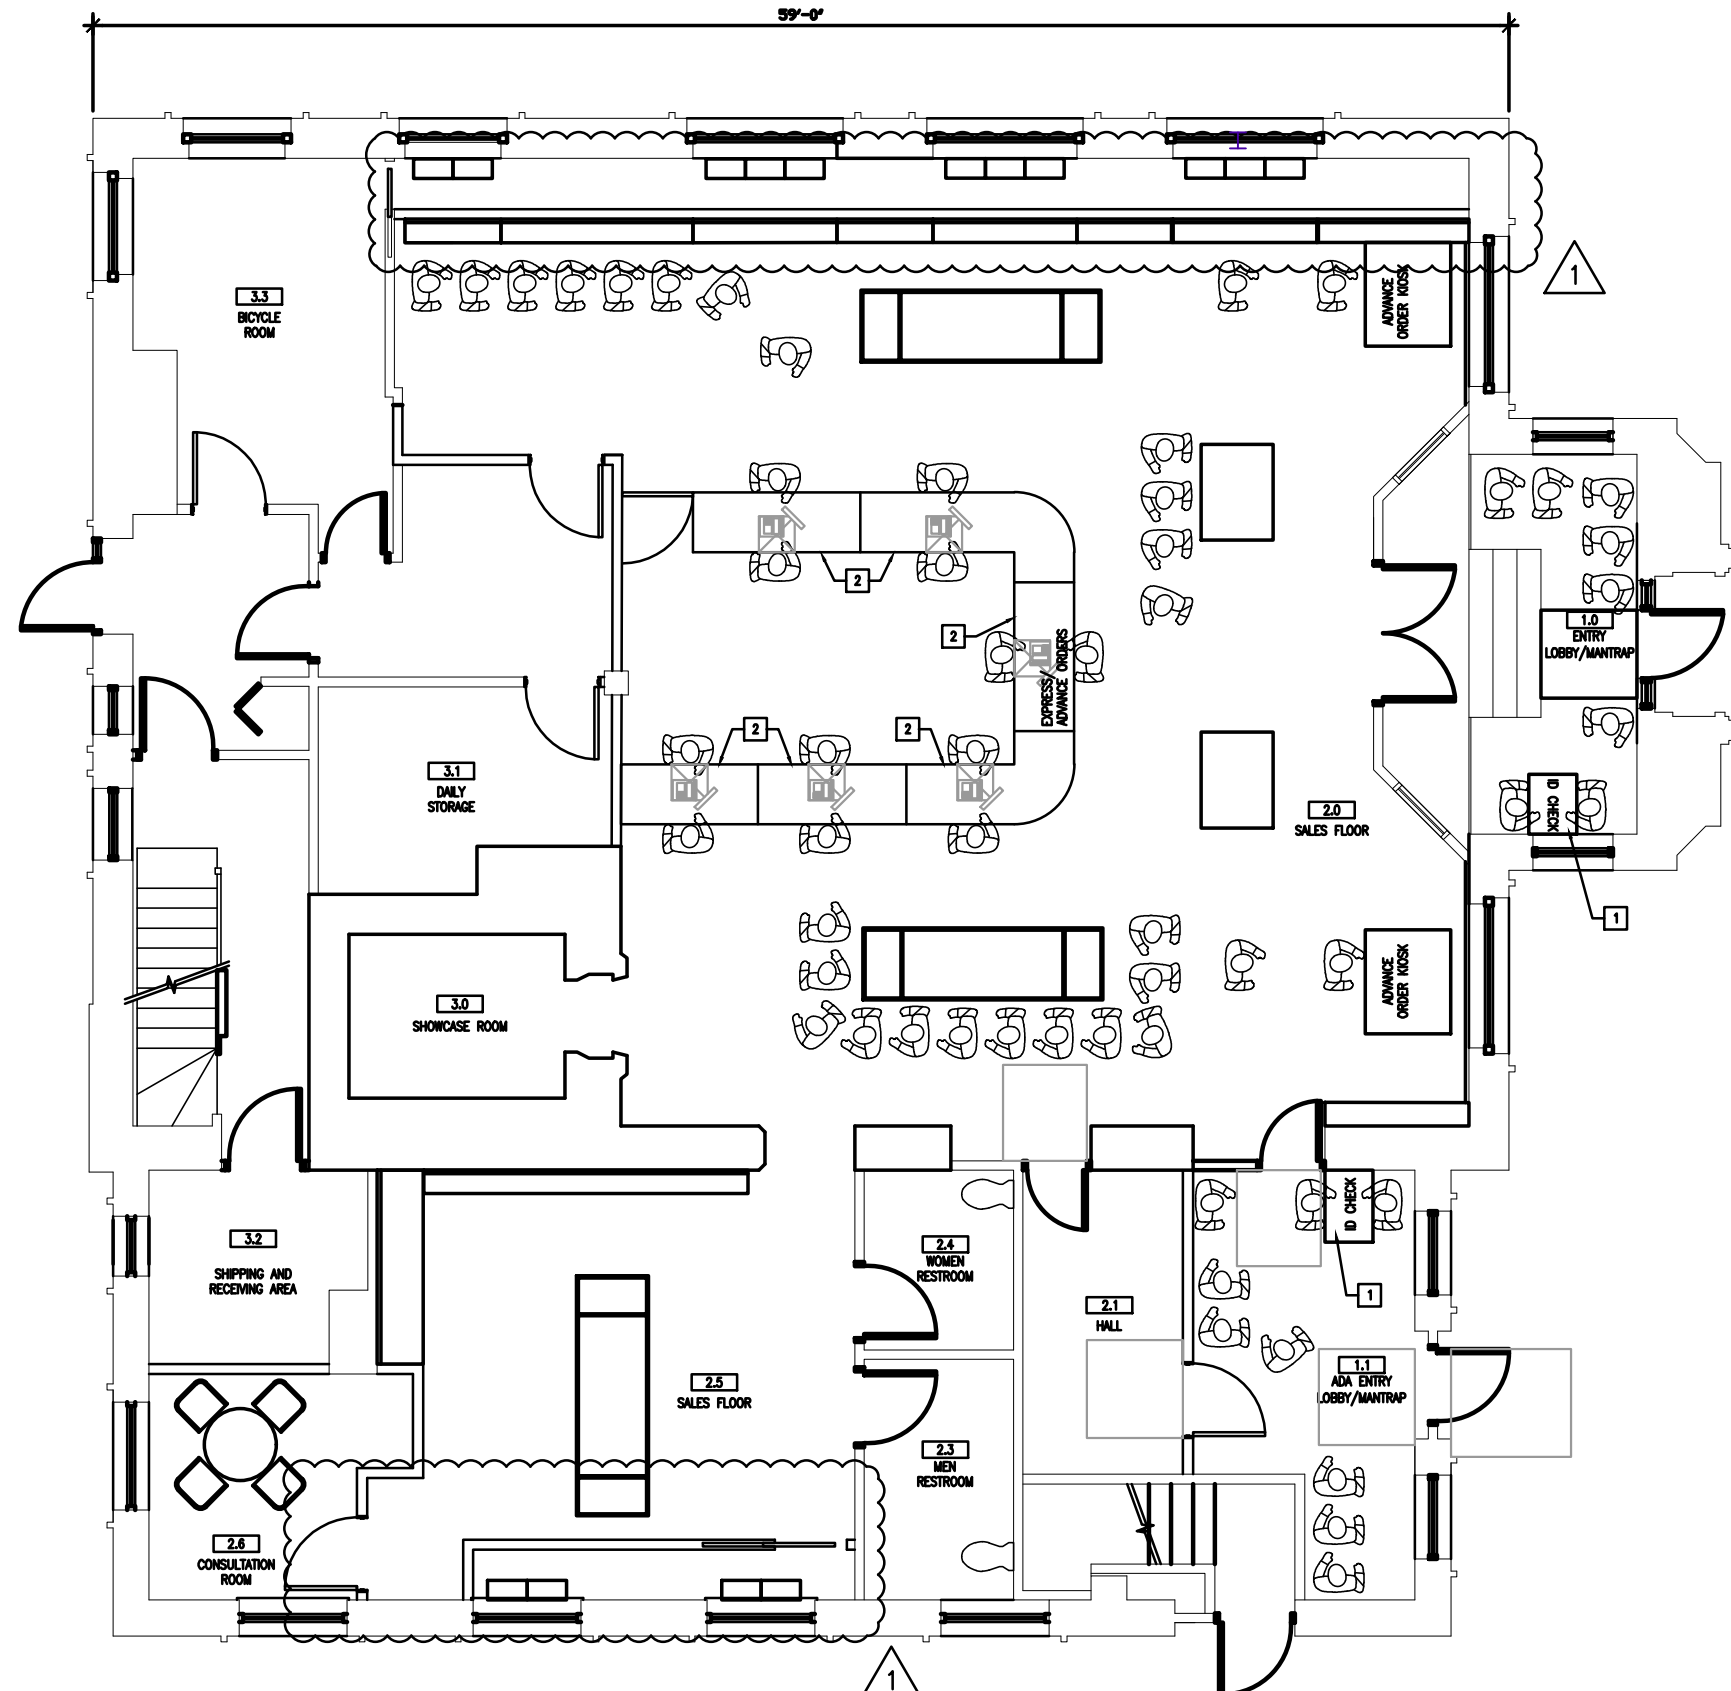 59'-0"
1
3.3
BICYCLE
ROOM
ADVANCE
ORDER KIOSK
2
2
EXPRESS/
ADVANCE ORDERS
1.0
ENTRY
LOBBY/MANTRAP
2
2
3.1
DAILY
STORAGE
2.0
SALES FLOOR
ID CHECK
1
3.0
SHOWCASE ROOM
ADVANCE
ORDER KIOSK
3.2
SHIPPING AND
RECEIVING AREA
2.4
WOMEN
RESTROOM
ID CHECK
1
2.1
HALL
2.5
SALES FLOOR
1.1
ADA ENTRY
LOBBY/MANTRAP
2.3
MEN
RESTROOM
2.6
CONSULTATION
ROOM
1